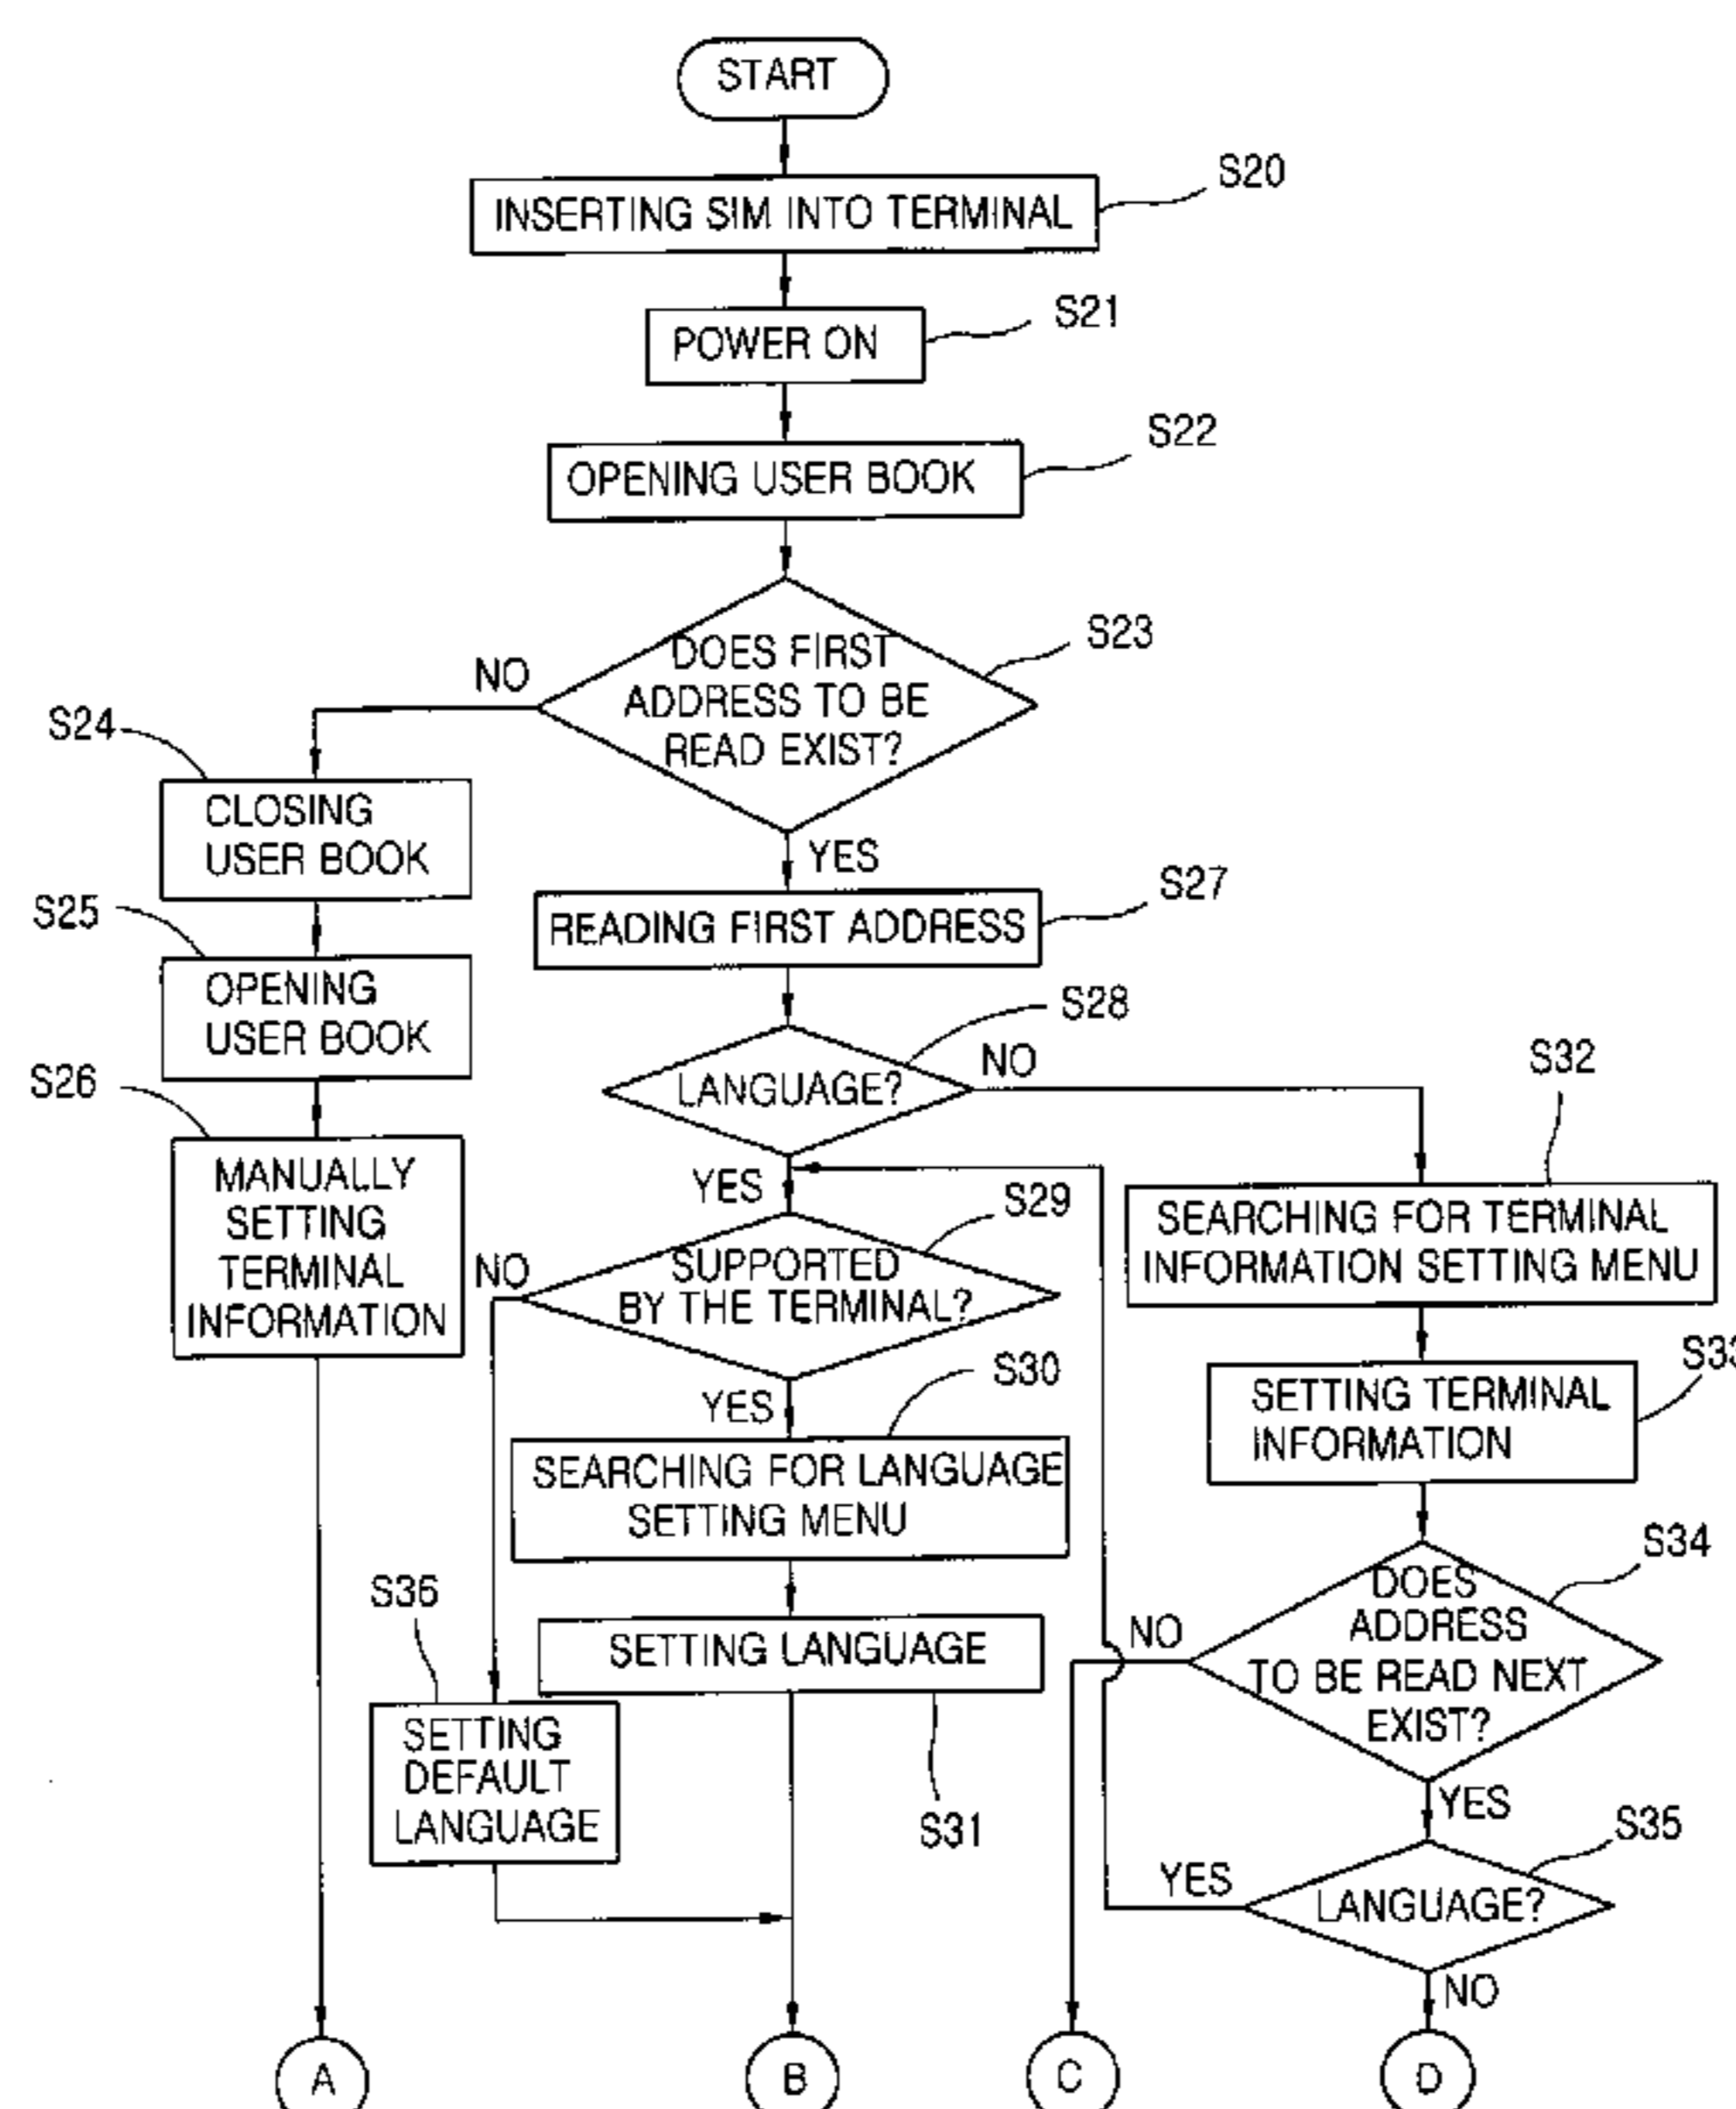 START
S20
INSERTING SIM INTO TERMINAL
S21
POWER ON
S22
OPENING USER BOOK
S23
DOES FIRST
ADDRESS TO BE
READ EXIST?
NO
S24
CLOSING
USER BOOK
YES
S27
READING FIRST ADDRESS
S25
OPENING
USER BOOK
S28
LANGUAGE?
NO
S32
S26
MANUALLY
SETTING
TERMINAL
INFORMATION
YES
S29
SUPPORTED
BY THE TERMINAL?
NO
SEARCHING FOR TERMINAL
INFORMATION SETTING MENU
S33
SETTING TERMINAL
INFORMATION
YES
S30
SEARCHING FOR LANGUAGE
SETTING MENU
S34
DOES
ADDRESS
TO BE READ NEXT
EXIST?
NO
S36
SETTING
DEFAULT
LANGUAGE
SETTING LANGUAGE
S31
YES
S35
LANGUAGE?
YES
NO
A
B
C
D